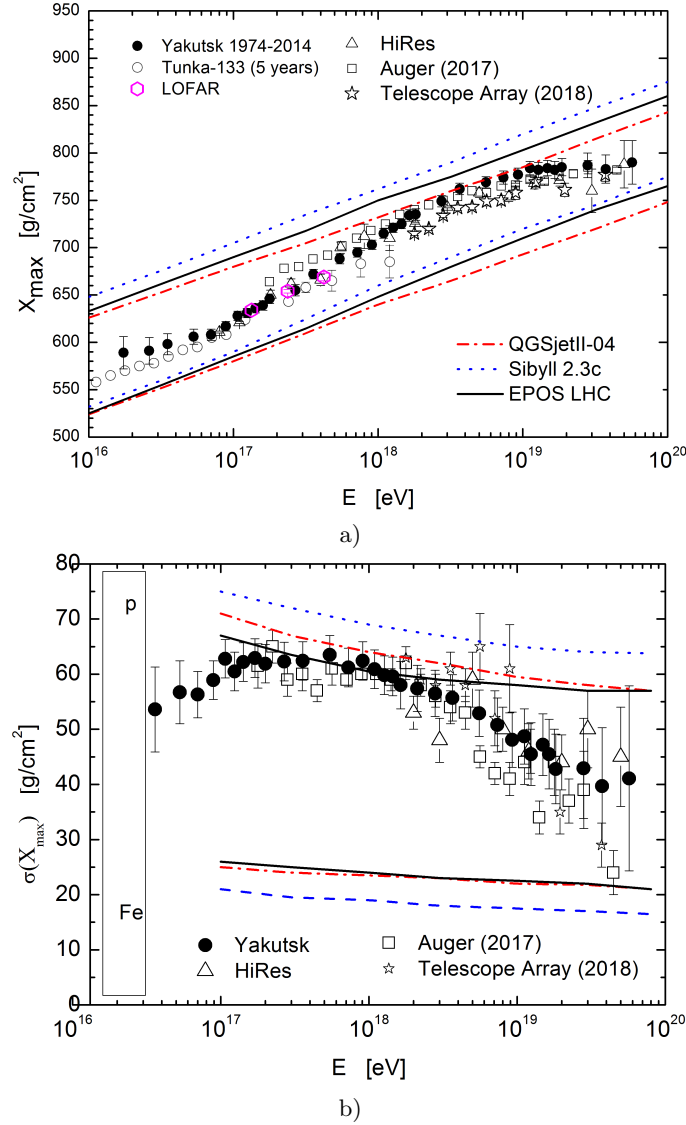 950
900
850
800
750
700
650
600
550
500
X_max [g/cm²]
Yakutsk 1974-2014
Tunka-133 (5 years)
LOFAR
HiRes
Auger (2017)
Telescope Array (2018)
QGSjetII-04
Sibyll 2.3c
EPOS LHC
10^16 10^17 10^18 10^19 10^20
E [eV]
a)
80
70
60
50
40
30
20
10
0
σ(X_max) [g/cm²]
p
Fe
Yakutsk
HiRes
Auger (2017)
Telescope Array (2018)
10^16 10^17 10^18 10^19 10^20
E [eV]
b)